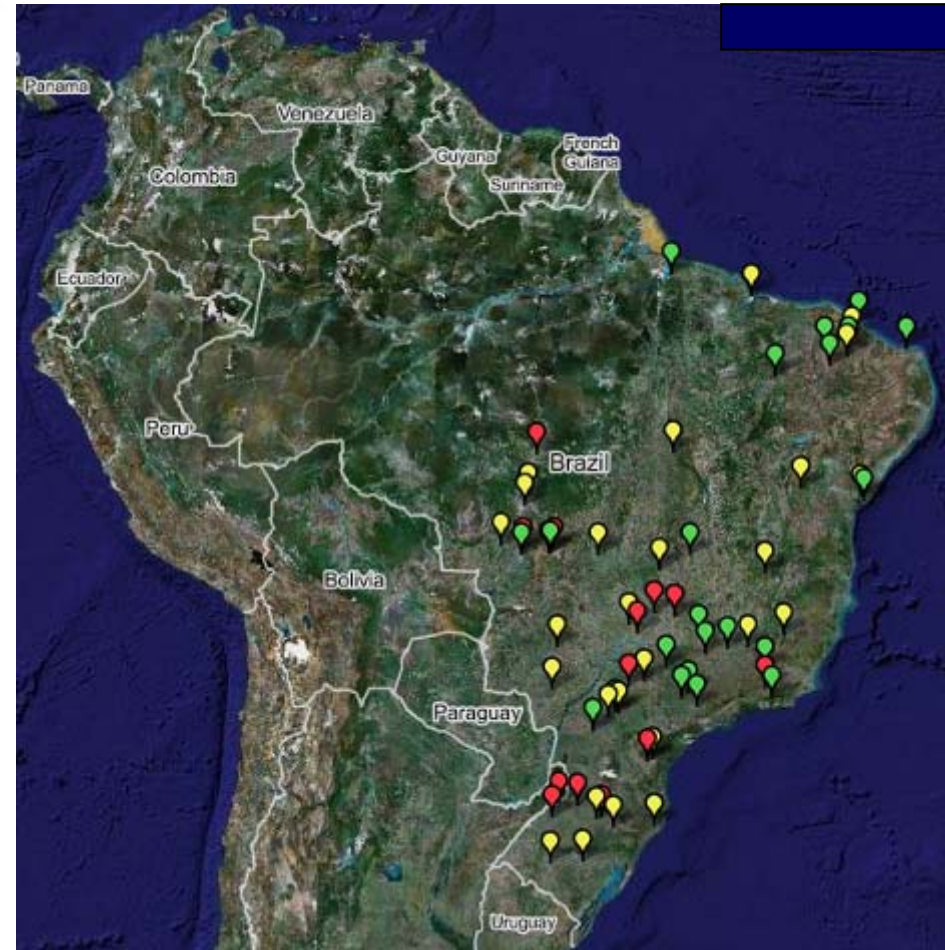 Panama
Venezuela
Guyana
French
Guiana
Suriname
Colombia
Ecuador
Peru
Brazil
Bolivia
Paraguay
Uruguay